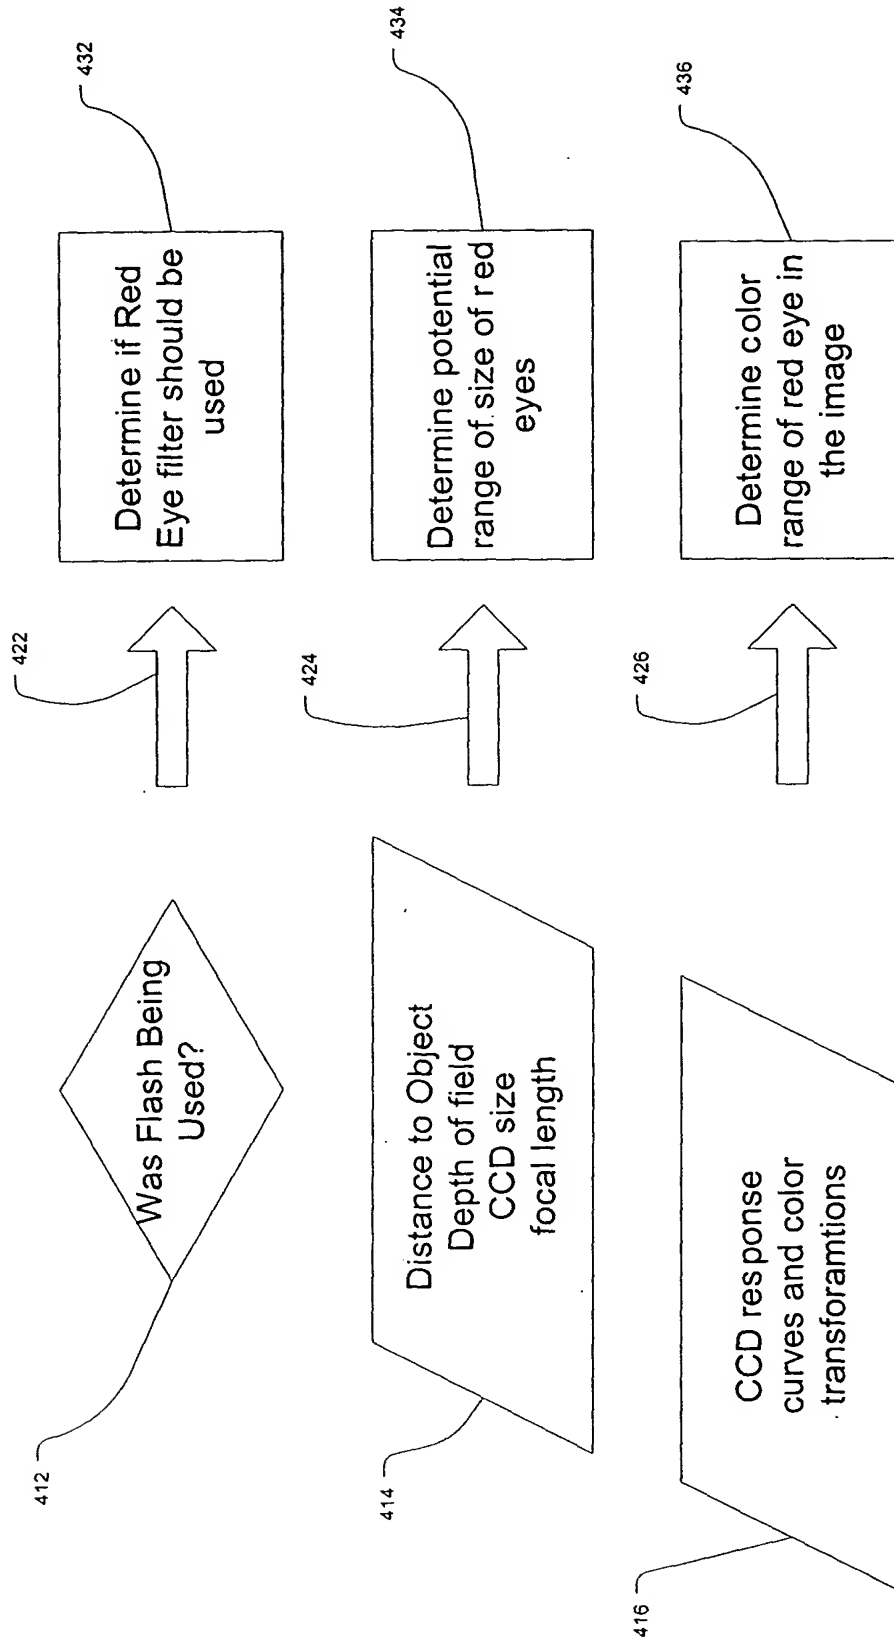 412
Was Flash Being
Used?
422
Determine if Red
Eye filter should be
used
432
414
Distance to Object
Depth of field
CCD size
focal length
424
Determine potential
range of size of red
eyes
434
416
CCD response
curves and color
transforamtions
426
Determine color
range of red eye in
the image
436